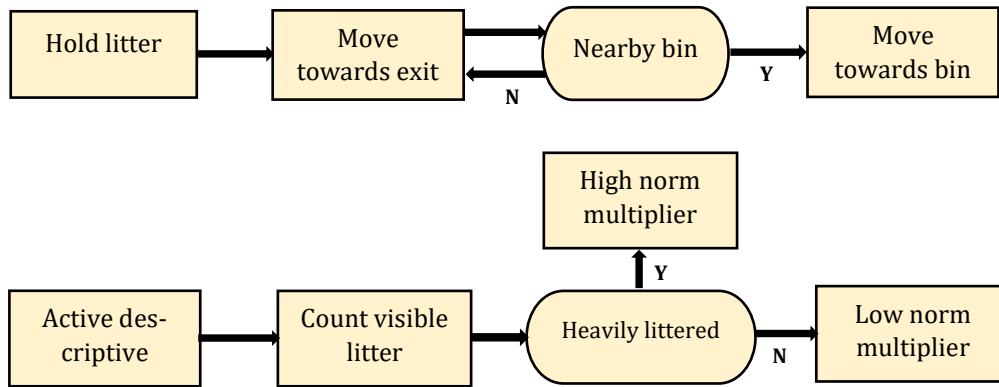 Hold litter
Move
towards exit
Nearby bin
N
Y
Move
towards bin
High norm
multiplier
Y
Active des-
criptive
Count visible
litter
Heavily littered
N
Low norm
multiplier